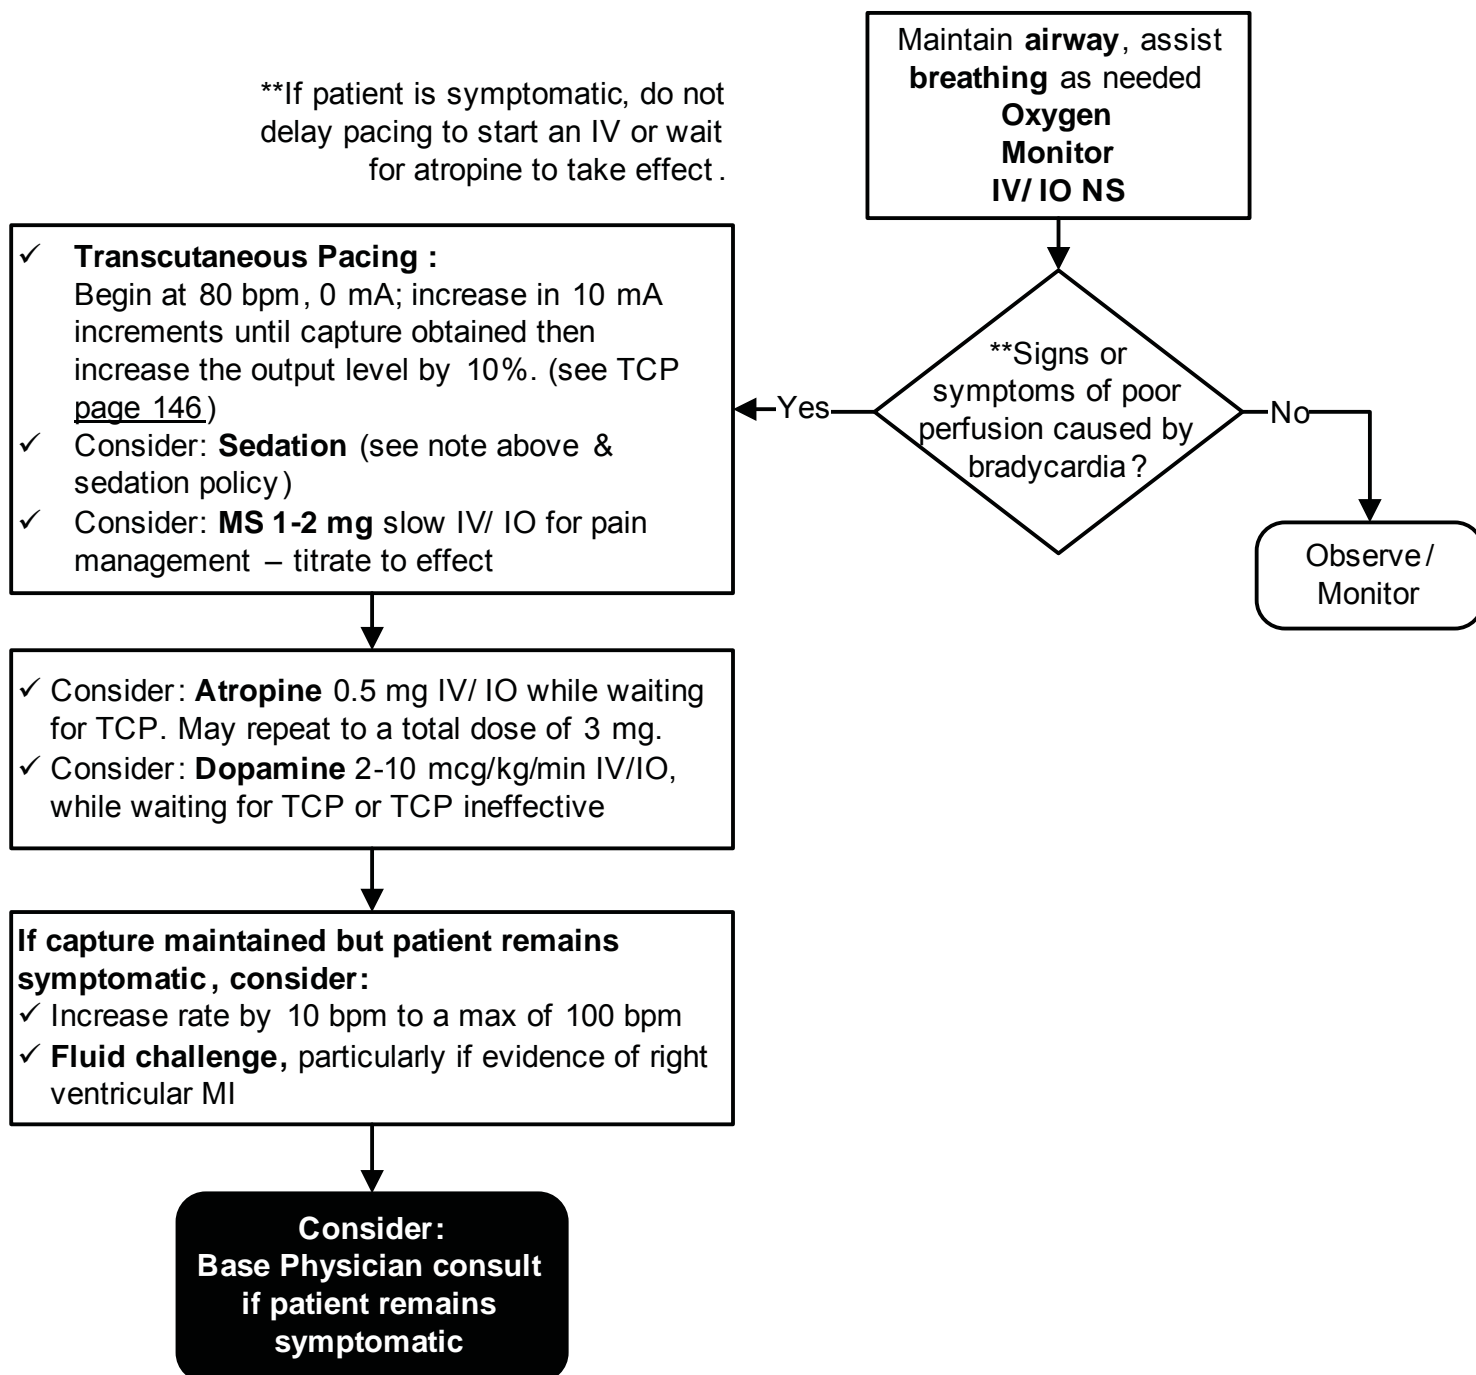 Maintain airway, assist
breathing as needed
Oxygen
Monitor
IV/ IO NS
**If patient is symptomatic, do not
delay pacing to start an IV or wait
for atropine to take effect.
**Signs or
symptoms of poor
perfusion caused by
bradycardia?
Yes
No
Observe/
Monitor
✓ Transcutaneous Pacing :
Begin at 80 bpm, 0 mA; increase in 10 mA
increments until capture obtained then
increase the output level by 10%. (see TCP
page 146)
✓ Consider: Sedation (see note above &
sedation policy)
✓ Consider: MS 1-2 mg slow IV/ IO for pain
management – titrate to effect
✓ Consider: Atropine 0.5 mg IV/ IO while waiting
for TCP. May repeat to a total dose of 3 mg.
✓ Consider: Dopamine 2-10 mcg/kg/min IV/IO,
while waiting for TCP or TCP ineffective
If capture maintained but patient remains
symptomatic, consider:
✓ Increase rate by 10 bpm to a max of 100 bpm
✓ Fluid challenge, particularly if evidence of right
ventricular MI
Consider:
Base Physician consult
if patient remains
symptomatic